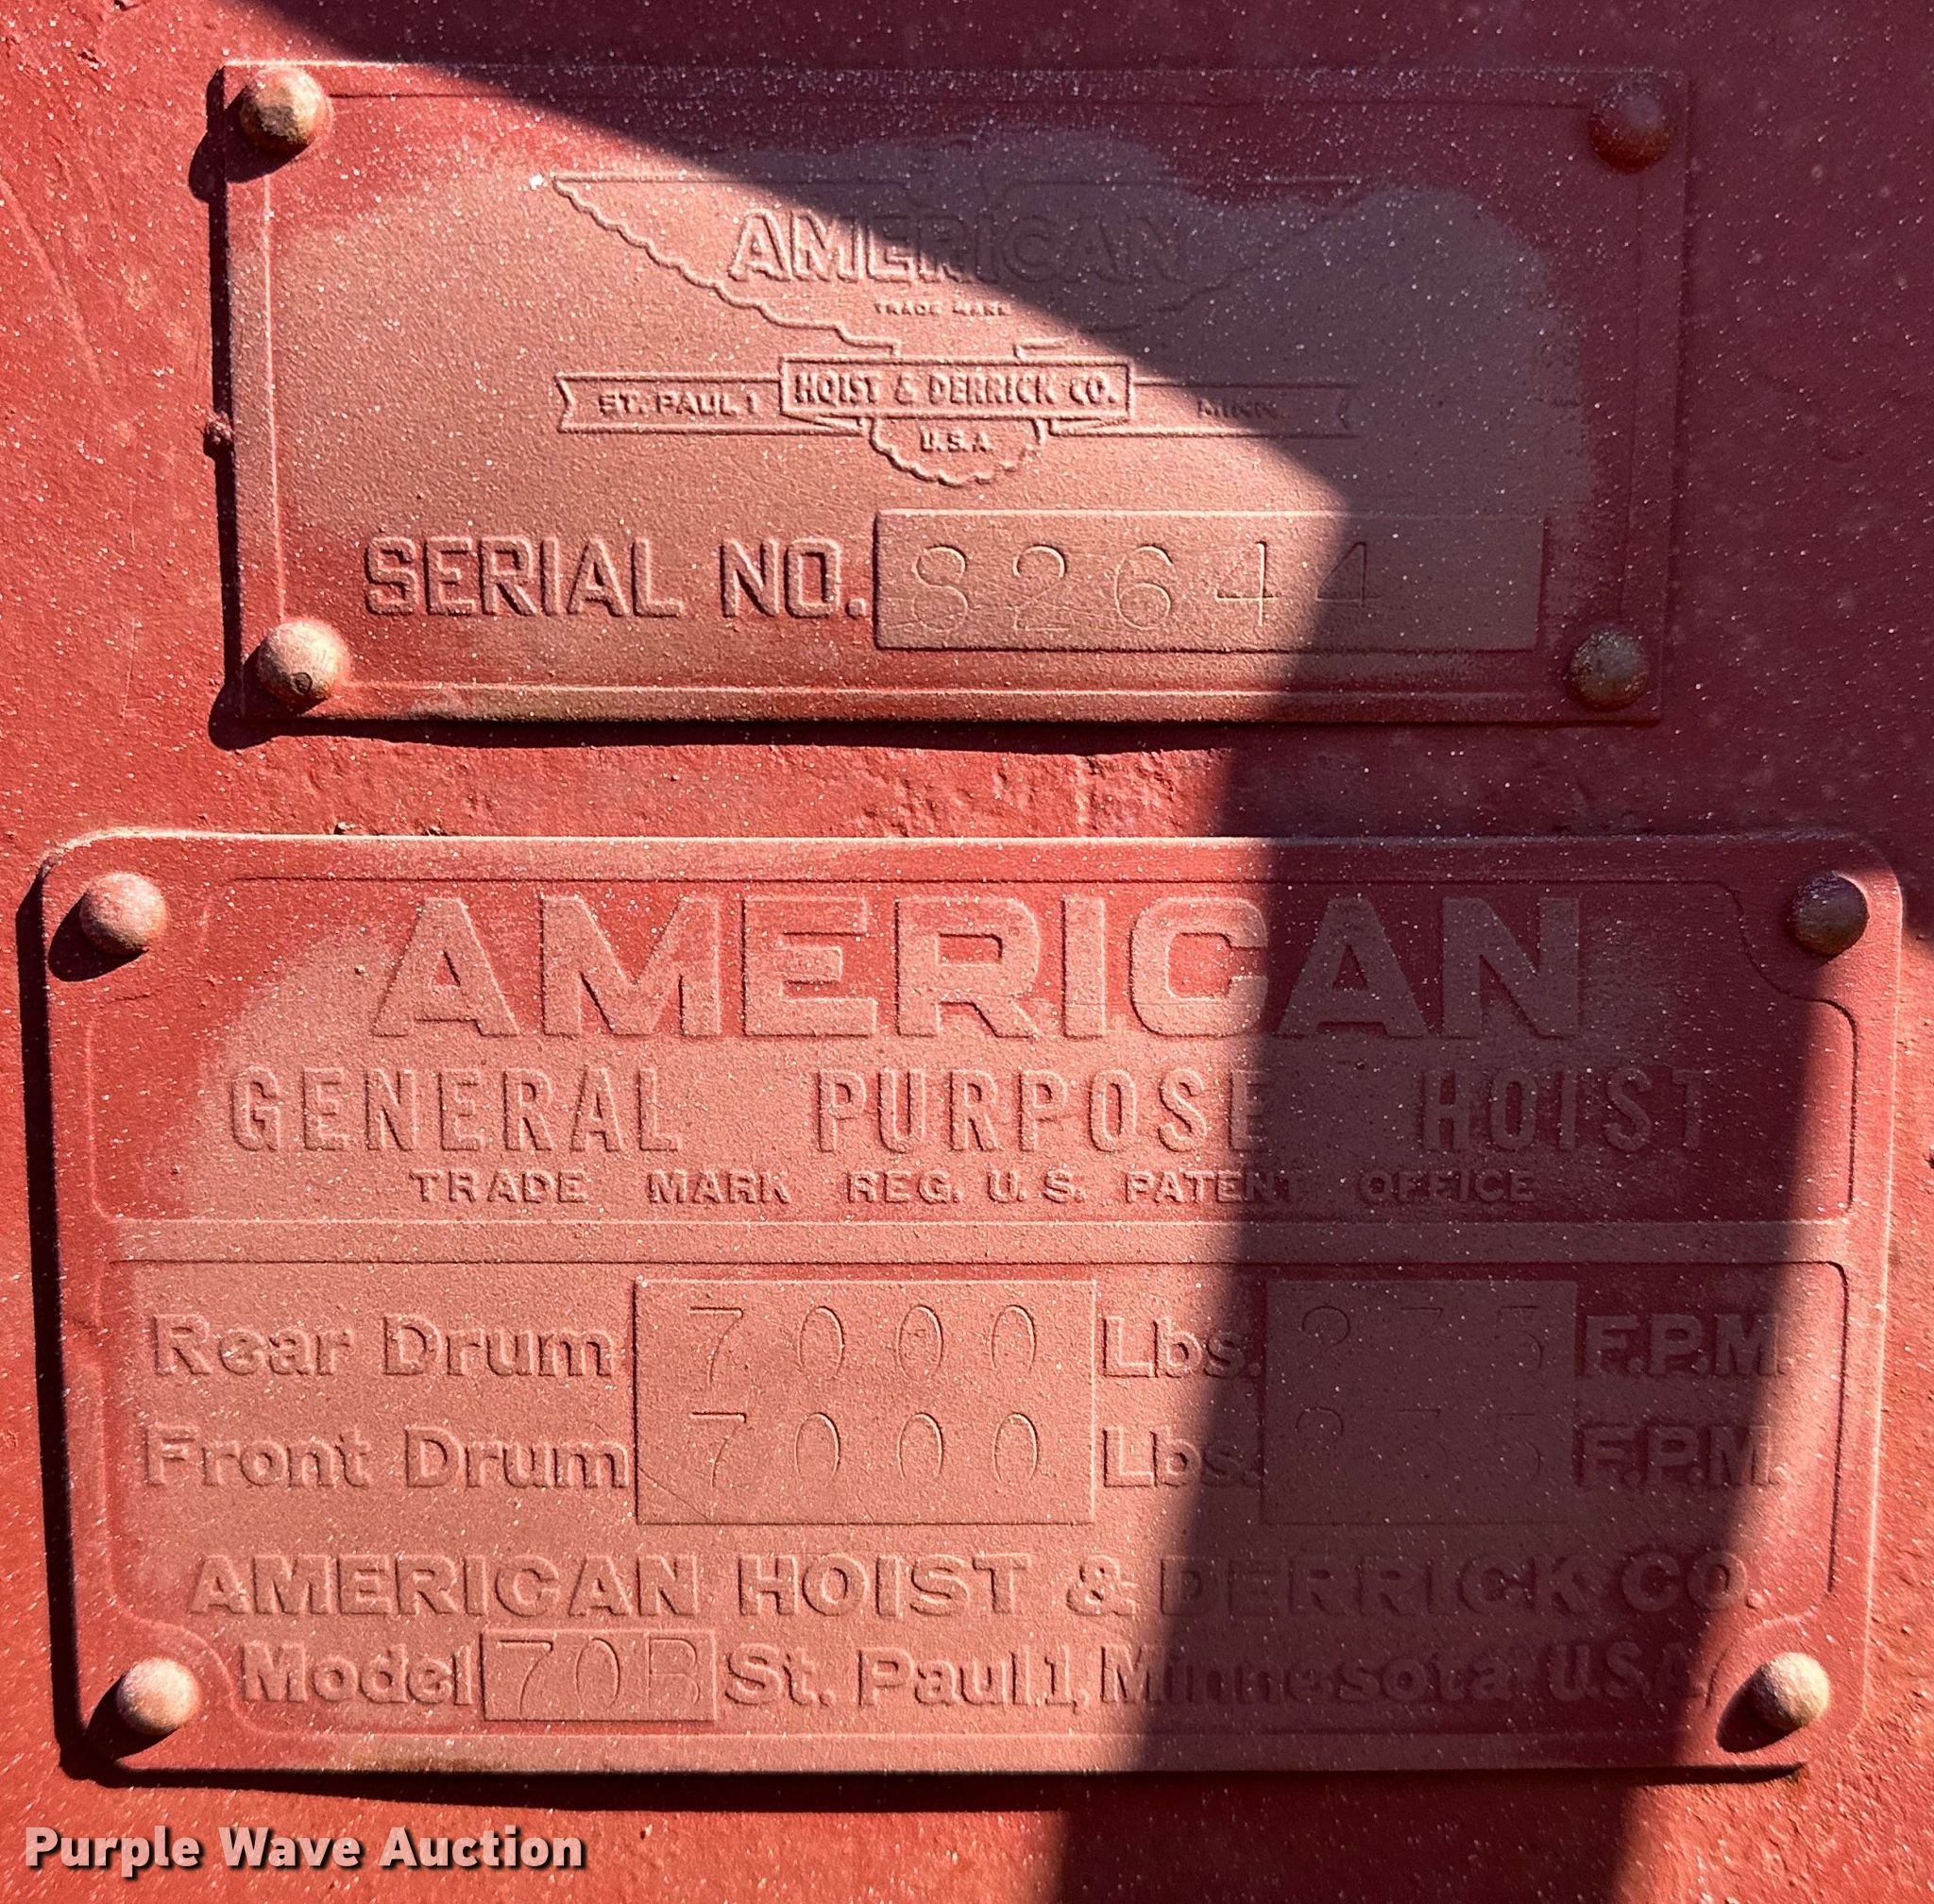 AMERICAN
TRADE MARK
HOIST & DERRICK CO.
ST. PAUL 1 MINN.
U.S.A
SERIAL NO. 82644
AMERICAN
GENERAL PURPOSE HOIST
TRADE MARK REG. U.S. PATENT OFFICE
Rear Drum 7000 Lbs. 275 F.P.M.
Front Drum 7000 Lbs. F.P.M.
AMERICAN HOIST & DERRICK CO.
Model 70B St. Paul 1, Minnesota U.S.A.
Purple Wave Auction